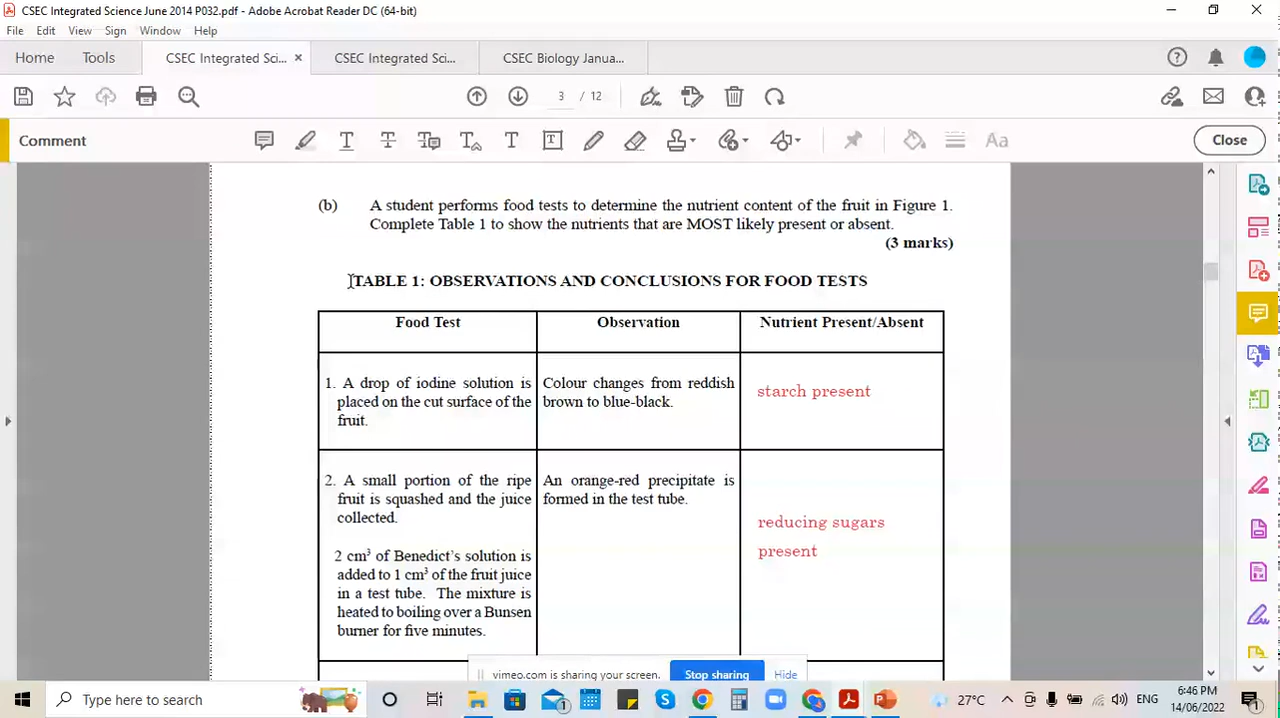 CSEC Integrated Science June 2014 P032.pdf - Adobe Acrobat Reader DC (64-bit)
File Edit View Sign Window Help
Home Tools CSEC Integrated Sci... × CSEC Integrated Sci... CSEC Biology Janua...
3 / 12
Comment
Close
(b) A student performs food tests to determine the nutrient content of the fruit in Figure 1.
Complete Table 1 to show the nutrients that are MOST likely present or absent.
(3 marks)
TABLE 1: OBSERVATIONS AND CONCLUSIONS FOR FOOD TESTS
Food Test Observation Nutrient Present/Absent
1. A drop of iodine solution is
placed on the cut surface of the
fruit.
Colour changes from reddish
brown to blue-black.
starch present
2. A small portion of the ripe
fruit is squashed and the juice
collected.
2 cm³ of Benedict's solution is
added to 1 cm³ of the fruit juice
in a test tube. The mixture is
heated to boiling over a Bunsen
burner for five minutes.
An orange-red precipitate is
formed in the test tube.
reducing sugars
present
vimeo.com is sharing your screen. Stop sharing Hide
Type here to search
27°C
ENG
6:46 PM
14/06/2022